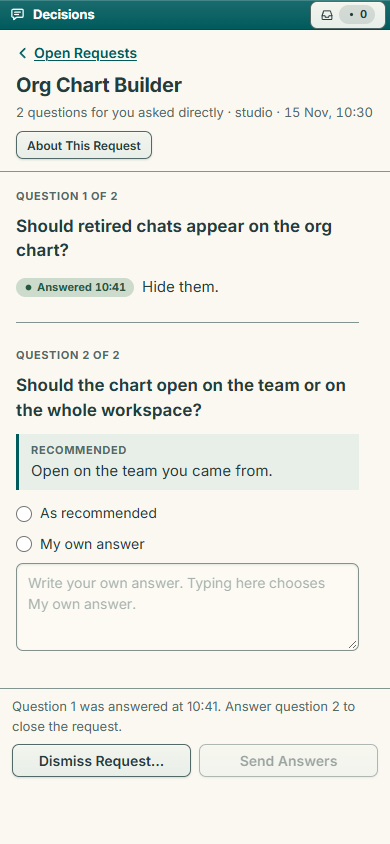 Decisions
• 0
Open Requests
Org Chart Builder
2 questions for you asked directly · studio · 15 Nov, 10:30
About This Request
QUESTION 1 OF 2
Should retired chats appear on the org
chart?
Answered 10:41 Hide them.
QUESTION 2 OF 2
Should the chart open on the team or on
the whole workspace?
RECOMMENDED
Open on the team you came from.
As recommended
My own answer
Write your own answer. Typing here chooses
My own answer.
Question 1 was answered at 10:41. Answer question 2 to
close the request.
Dismiss Request...
Send Answers